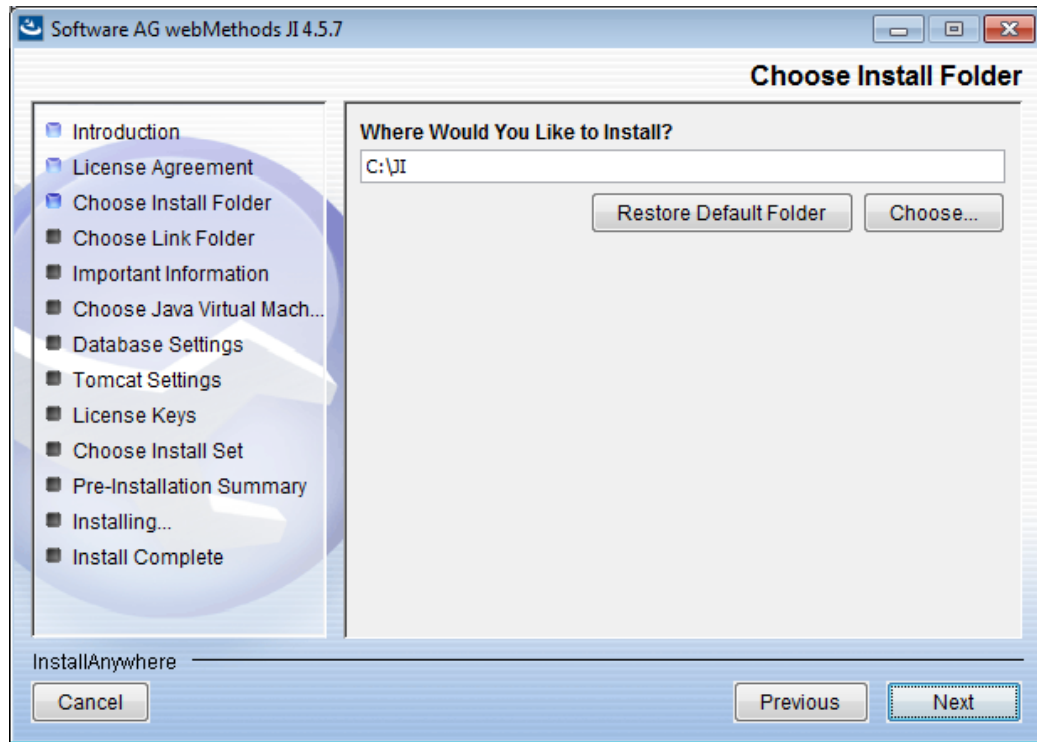 Software AG webMethods JI 4.5.7
Choose Install Folder
Introduction
License Agreement
Choose Install Folder
Choose Link Folder
Important Information
Choose Java Virtual Mach...
Database Settings
Tomcat Settings
License Keys
Choose Install Set
Pre-Installation Summary
Installing...
Install Complete
Where Would You Like to Install?
C:\JI
Restore Default Folder Choose...
InstallAnywhere
Cancel Previous Next